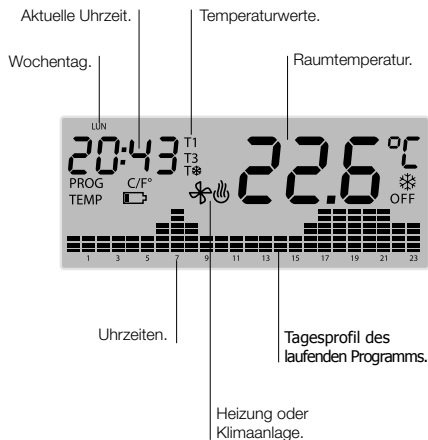 Aktuelle Uhrzeit.
Temperaturwerte.
Wochentag.
Raumtemperatur.
LUN
20:43
T1
T3
T❄
22.6 °C
PROG
C/F°
TEMP
OFF
1 3 5 7 9 11 13 15 17 19 21 23
Uhrzeiten.
Tagesprofil des
laufenden Programms.
Heizung oder
Klimaanlage.